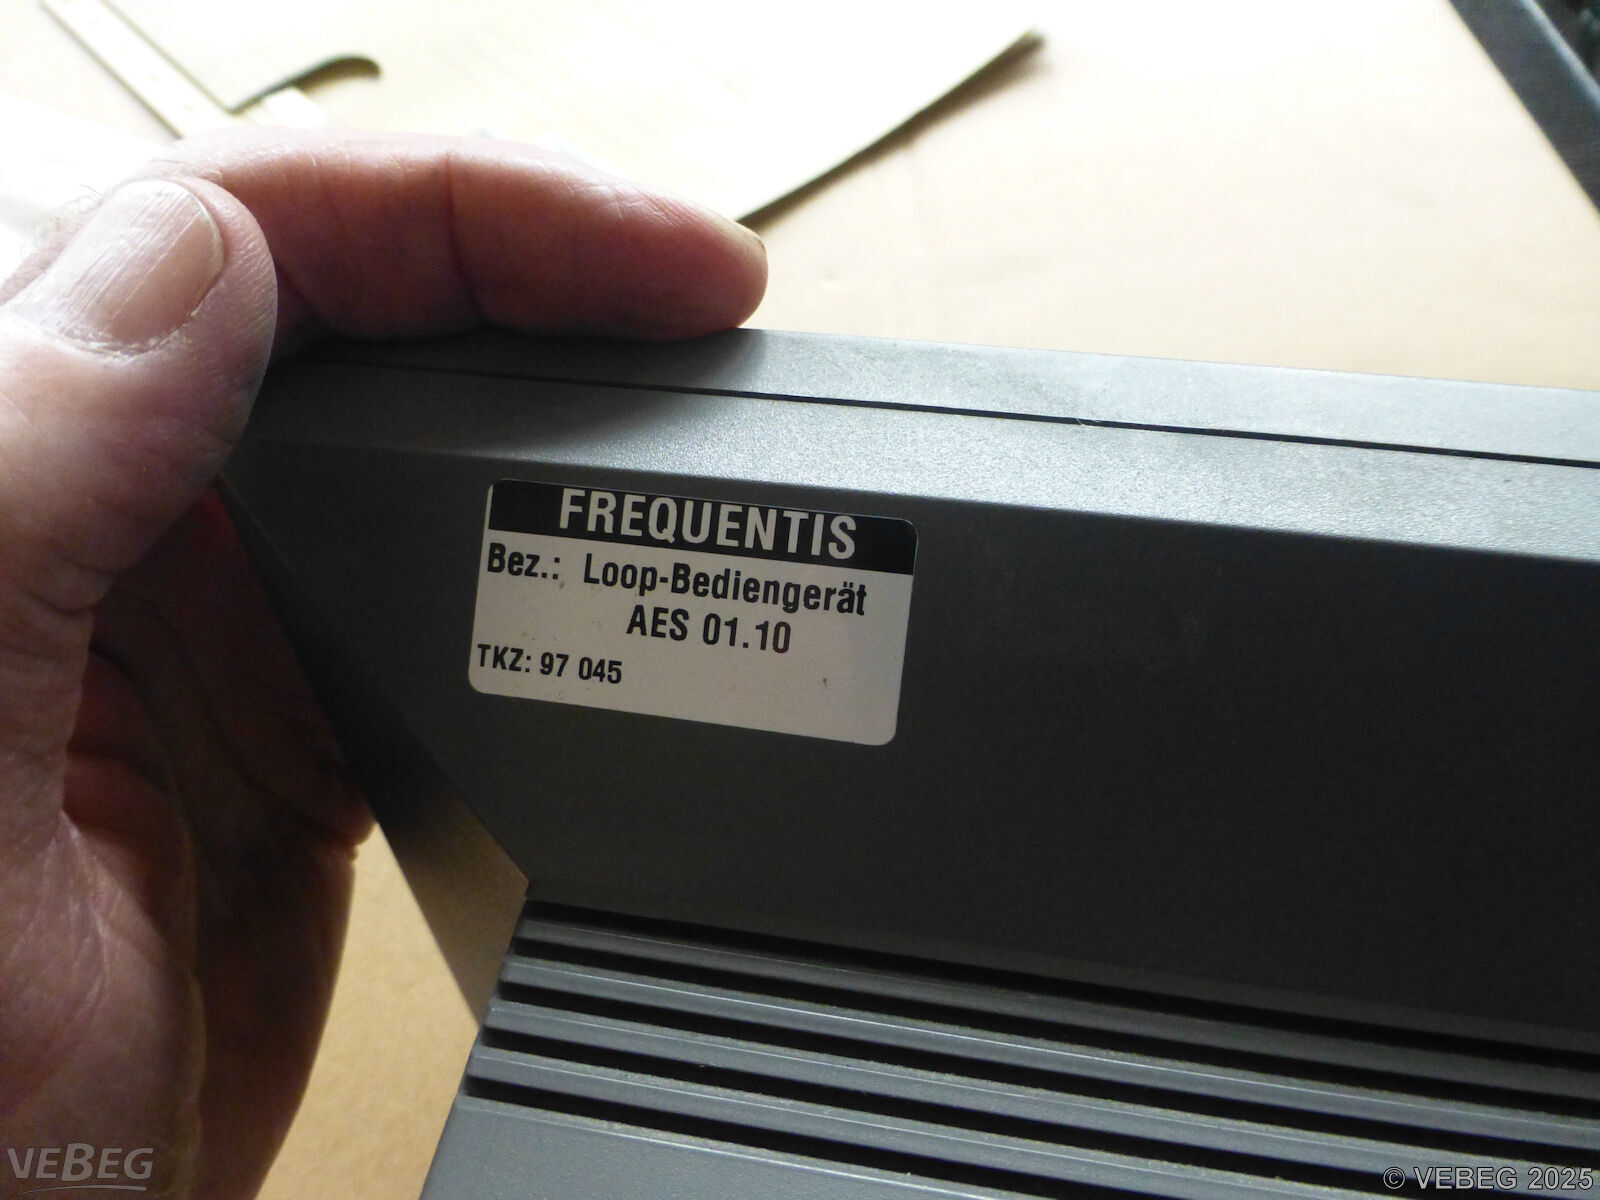 FREQUENTIS
Bez.: Loop-Bediengerät
AES 01.10
TKZ: 97 045
VEBEG
© VEBEG 2025